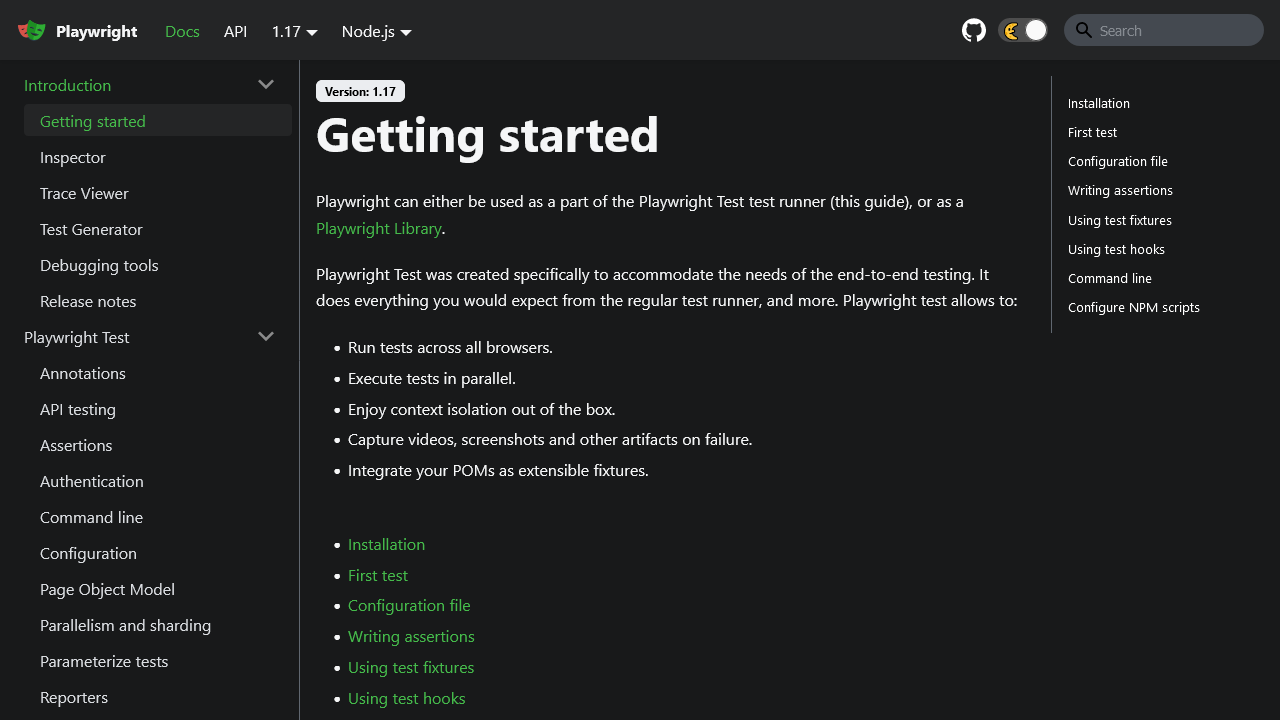 Playwright
Docs
API
1.17
Node.js
Search
Introduction
Getting started
Inspector
Trace Viewer
Test Generator
Debugging tools
Release notes
Playwright Test
Annotations
API testing
Assertions
Authentication
Command line
Configuration
Page Object Model
Parallelism and sharding
Parameterize tests
Reporters
Version: 1.17
Getting started
Playwright can either be used as a part of the Playwright Test test runner (this guide), or as a
Playwright Library.
Playwright Test was created specifically to accommodate the needs of the end-to-end testing. It
does everything you would expect from the regular test runner, and more. Playwright test allows to:
• Run tests across all browsers.
• Execute tests in parallel.
• Enjoy context isolation out of the box.
• Capture videos, screenshots and other artifacts on failure.
• Integrate your POMs as extensible fixtures.
• Installation
• First test
• Configuration file
• Writing assertions
• Using test fixtures
• Using test hooks
Installation
First test
Configuration file
Writing assertions
Using test fixtures
Using test hooks
Command line
Configure NPM scripts